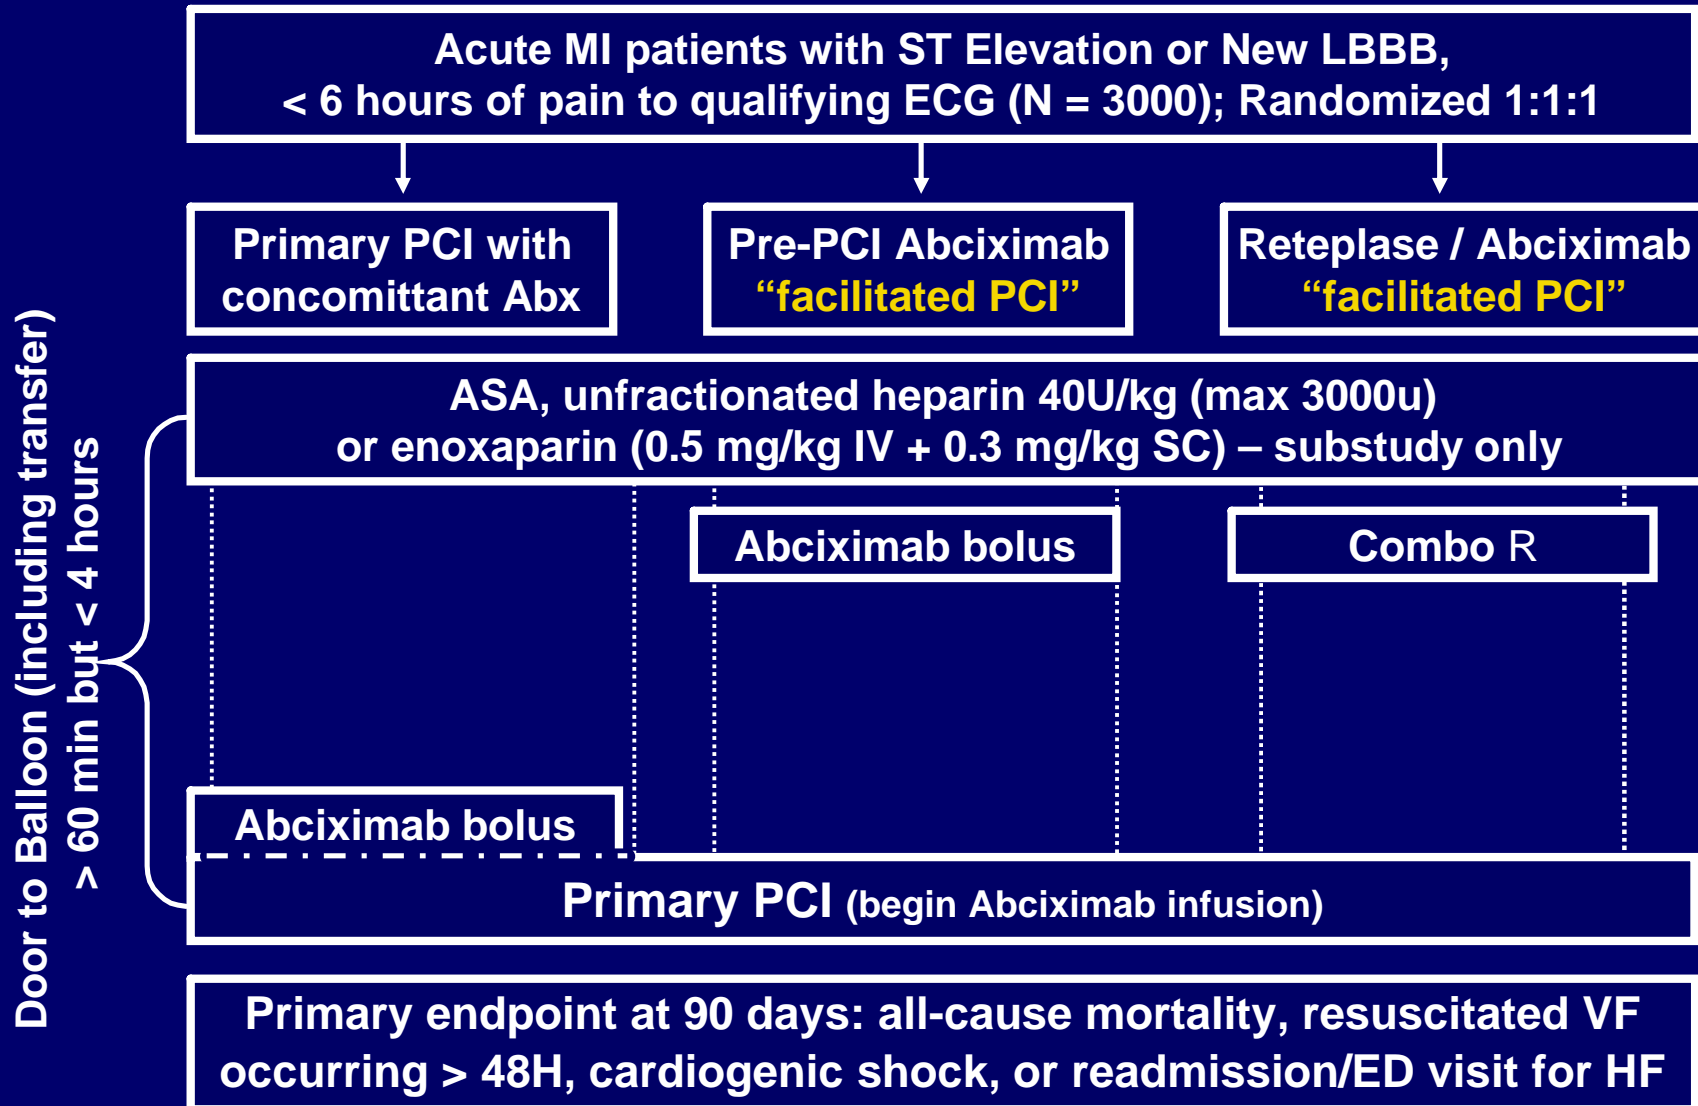 Acute MI patients with ST Elevation or New LBBB,
< 6 hours of pain to qualifying ECG (N = 3000); Randomized 1:1:1
Primary PCI with
concomittant Abx
Pre-PCI Abciximab
“facilitated PCI”
Reteplase / Abciximab
“facilitated PCI”
Door to Balloon (including transfer)
> 60 min but < 4 hours
ASA, unfractionated heparin 40U/kg (max 3000u)
or enoxaparin (0.5 mg/kg IV + 0.3 mg/kg SC) – substudy only
Abciximab bolus
Combo R
Abciximab bolus
Primary PCI (begin Abciximab infusion)
Primary endpoint at 90 days: all-cause mortality, resuscitated VF
occurring > 48H, cardiogenic shock, or readmission/ED visit for HF